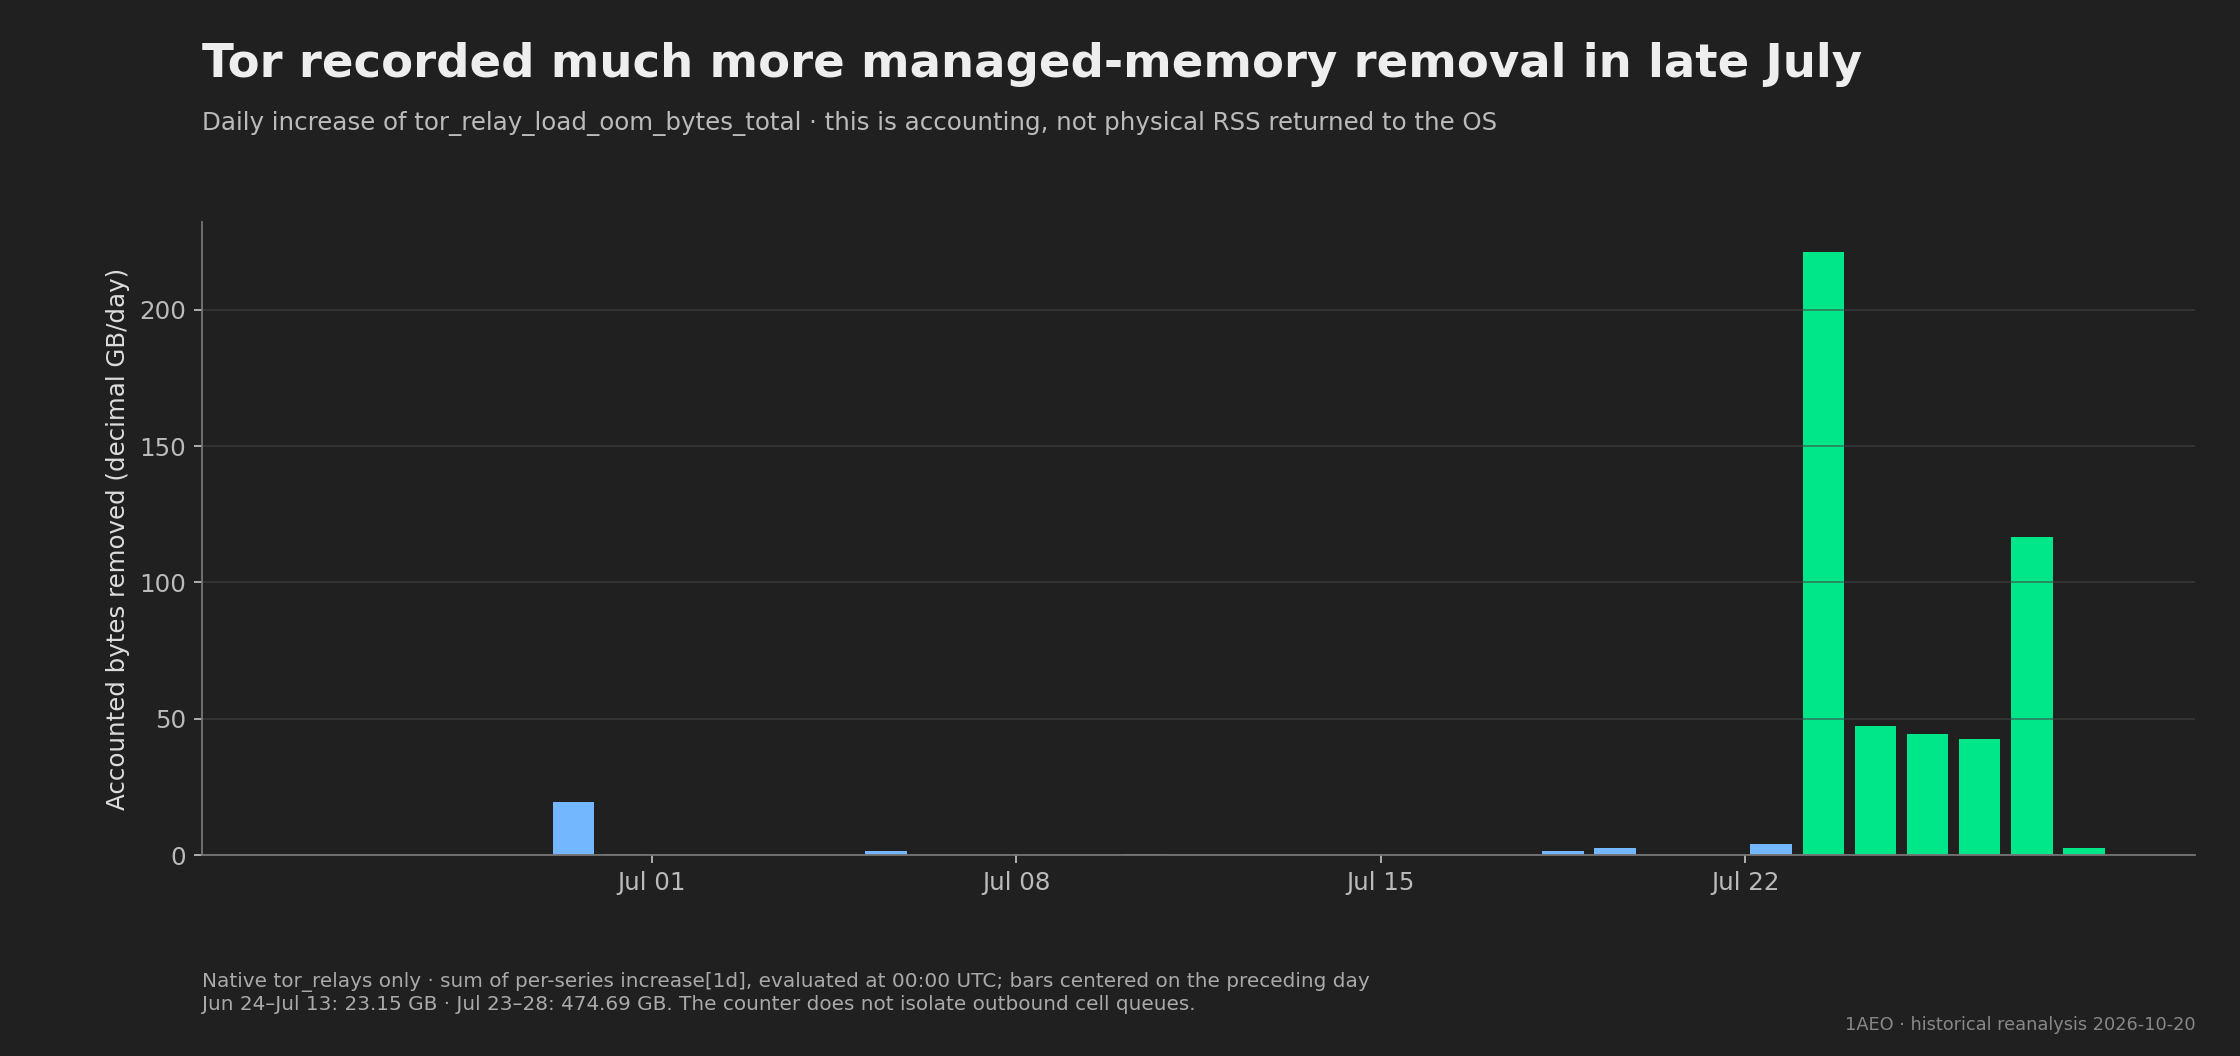 Tor recorded much more managed-memory removal in late July
Daily increase of tor_relay_load_oom_bytes_total · this is accounting, not physical RSS returned to the OS
Accounted bytes removed (decimal GB/day)
200
150
100
50
0
Jul 01
Jul 08
Jul 15
Jul 22
Native tor_relays only · sum of per-series increase[1d], evaluated at 00:00 UTC; bars centered on the preceding day
Jun 24–Jul 13: 23.15 GB · Jul 23–28: 474.69 GB. The counter does not isolate outbound cell queues.
1AEO · historical reanalysis 2026-10-20